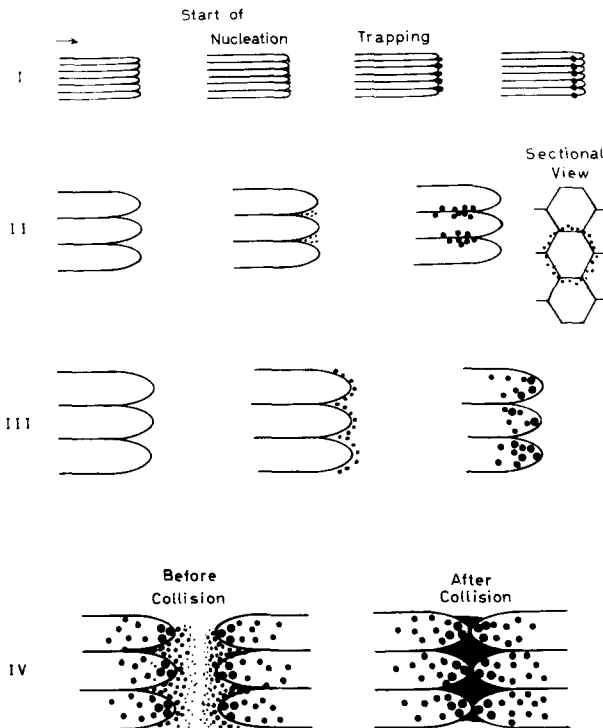 Start of
Nucleation Trapping
I
Sectional
View
II
III
Before
Collision
After
Collision
IV